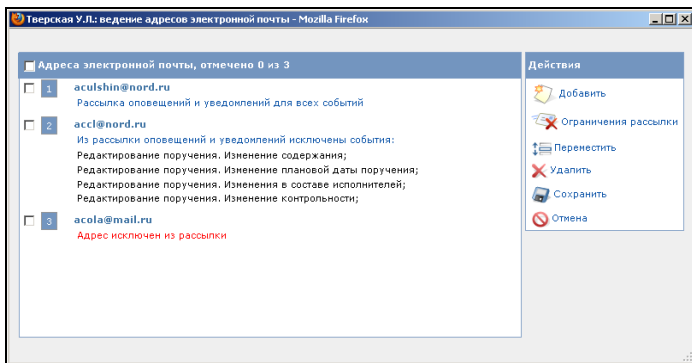 Тверская У.Л.: ведение адресов электронной почты - Mozilla Firefox
Адреса электронной почты, отмечено 0 из 3
1 aculshin@nord.ru
Рассылка оповещений и уведомлений для всех событий
2 accl@nord.ru
Из рассылки оповещений и уведомлений исключены события:
Редактирование поручения. Изменение содержания;
Редактирование поручения. Изменение плановой даты поручения;
Редактирование поручения. Изменения в составе исполнителей;
Редактирование поручения. Изменение контрольности;
3 acola@mail.ru
Адрес исключен из рассылки
Действия
Добавить
Ограничения рассылки
Переместить
Удалить
Сохранить
Отмена